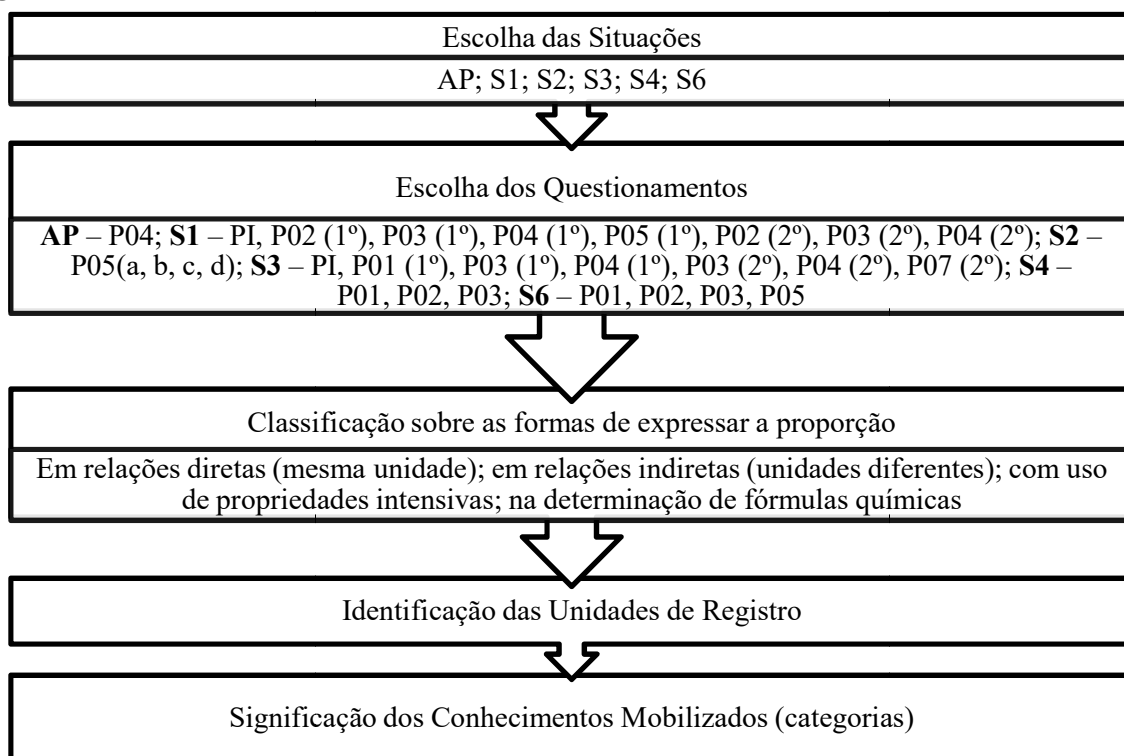 Escolha das Situações
AP; S1; S2; S3; S4; S6
Escolha dos Questionamentos
AP – P04; S1 – PI, P02 (1º), P03 (1º), P04 (1º), P05 (1º), P02 (2º), P03 (2º), P04 (2º); S2 –
P05(a, b, c, d); S3 – PI, P01 (1º), P03 (1º), P04 (1º), P03 (2º), P04 (2º), P07 (2º); S4 –
P01, P02, P03; S6 – P01, P02, P03, P05
Classificação sobre as formas de expressar a proporção
Em relações diretas (mesma unidade); em relações indiretas (unidades diferentes); com uso
de propriedades intensivas; na determinação de fórmulas químicas
Identificação das Unidades de Registro
Significação dos Conhecimentos Mobilizados (categorias)